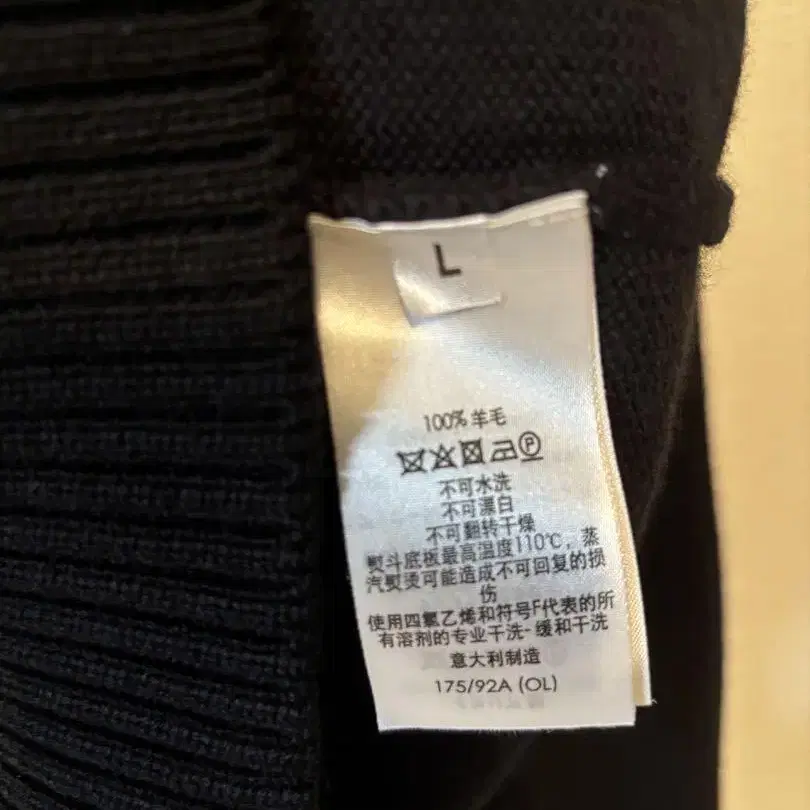 L
100% 羊毛
P
不可水洗
不可漂白
不可翻转干燥
熨斗底板最高温度110℃，蒸
汽熨烫可能造成不可回复的损
伤
使用四氯乙烯和符号F代表的所
有溶剂的专业干洗- 缓和干洗
意大利制造
175/92A (OL)